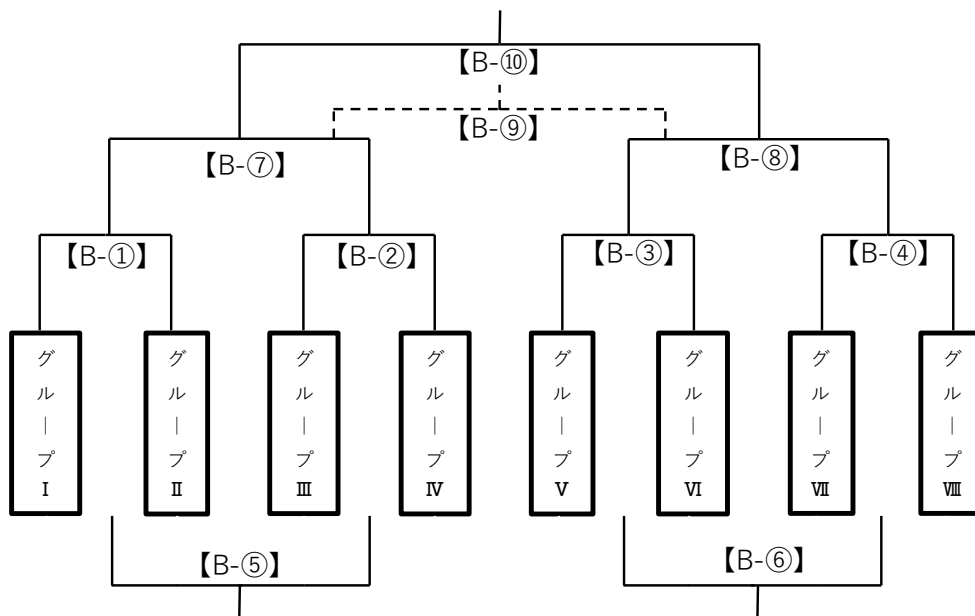 【B-⑩】
【B-⑨】
【B-⑦】
【B-⑧】
【B-①】
【B-②】
【B-③】
【B-④】
グループⅠ
グループⅡ
グループⅢ
グループⅣ
グループⅤ
グループⅥ
グループⅦ
グループⅧ
【B-⑤】
【B-⑥】